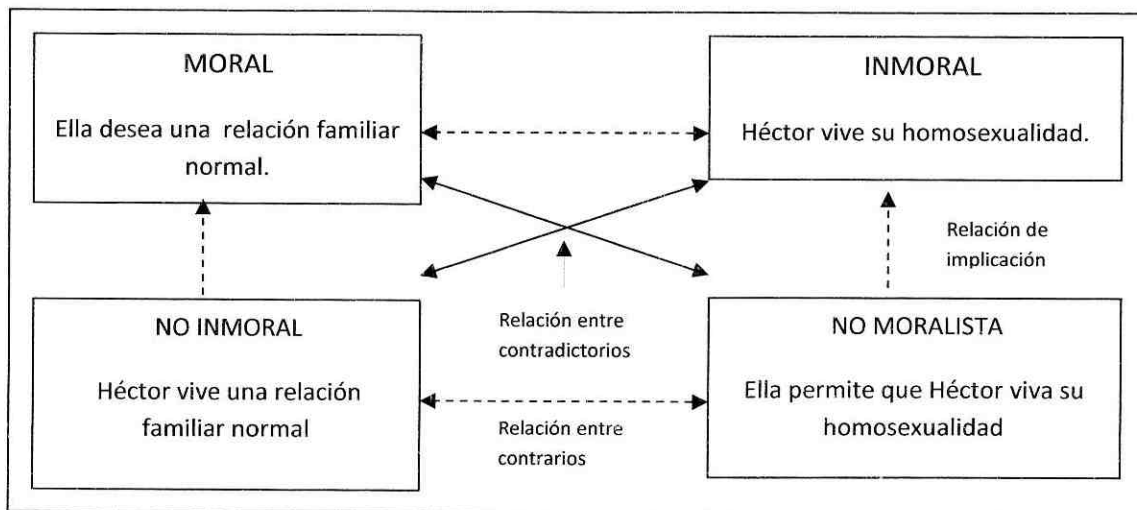 MORAL
Ella desea una relación familiar
normal.
INMORAL
Héctor vive su homosexualidad.
Relación de
implicación
NO INMORAL
Héctor vive una relación
familiar normal
Relación entre
contradictorios
Relación entre
contrarios
NO MORALISTA
Ella permite que Héctor viva su
homosexualidad